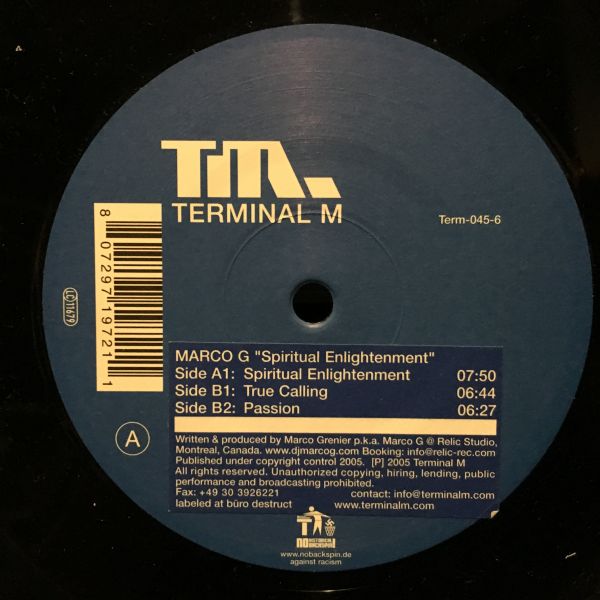 TM.
TERMINAL M
Term-045-6
8 07297 19721 1
LC 11679
MARCO G "Spiritual Enlightenment"
Side A1: Spiritual Enlightenment 07:50
Side B1: True Calling 06:44
Side B2: Passion 06:27
A
Written & produced by Marco Grenier p.k.a. Marco G @ Relic Studio,
Montreal, Canada. www.djmarcog.com Booking: info@relic-rec.com
Published under copyright control 2005. [P] 2005 Terminal M
All rights reserved. Unauthorized copying, hiring, lending, public
performance and broadcasting prohibited.
Fax: +49 30 3926221 contact: info@terminalm.com
labeled at büro destruct www.terminalm.com
NO HISTORICAL BACKSPIN!
www.nobackspin.de
against racism